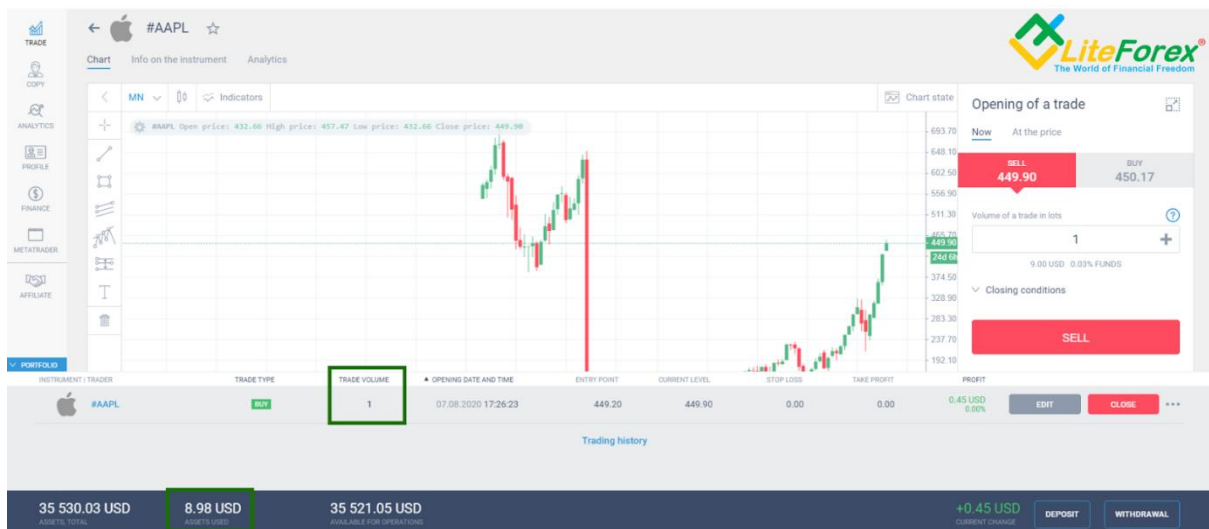 TRADE
COPY
ANALYTICS
PROFILE
FINANCE
METATRADER
AFFILIATE
PORTFOLIO
← #AAPL
Chart Info on the instrument Analytics
MN Indicators Chart state
#AAPL Open price: 432.66 High price: 457.47 Low price: 432.66 Close price: 449.90
T
693.70
648.10
602.50
556.90
511.30
465.70
449.90
24d 6h
374.50
328.90
283.30
237.70
192.10
LiteForex®
The World of Financial Freedom
Opening of a trade
Now At the price
SELL BUY
449.90 450.17
Volume of a trade in lots ?
1 +
9.00 USD 0.03% FUNDS
Closing conditions
SELL
INSTRUMENT | TRADER TRADE TYPE TRADE VOLUME ▲ OPENING DATE AND TIME ENTRY POINT CURRENT LEVEL STOP LOSS TAKE PROFIT PROFIT
#AAPL BUY 1 07.08.2020 17:26:23 449.20 449.90 0.00 0.00 0.45 USD EDIT CLOSE •••
0.00%
Trading history
35 530.03 USD 8.98 USD 35 521.05 USD +0.45 USD DEPOSIT WITHDRAWAL
ASSETS, TOTAL ASSETS USED AVAILABLE FOR OPERATIONS CURRENT CHANGE